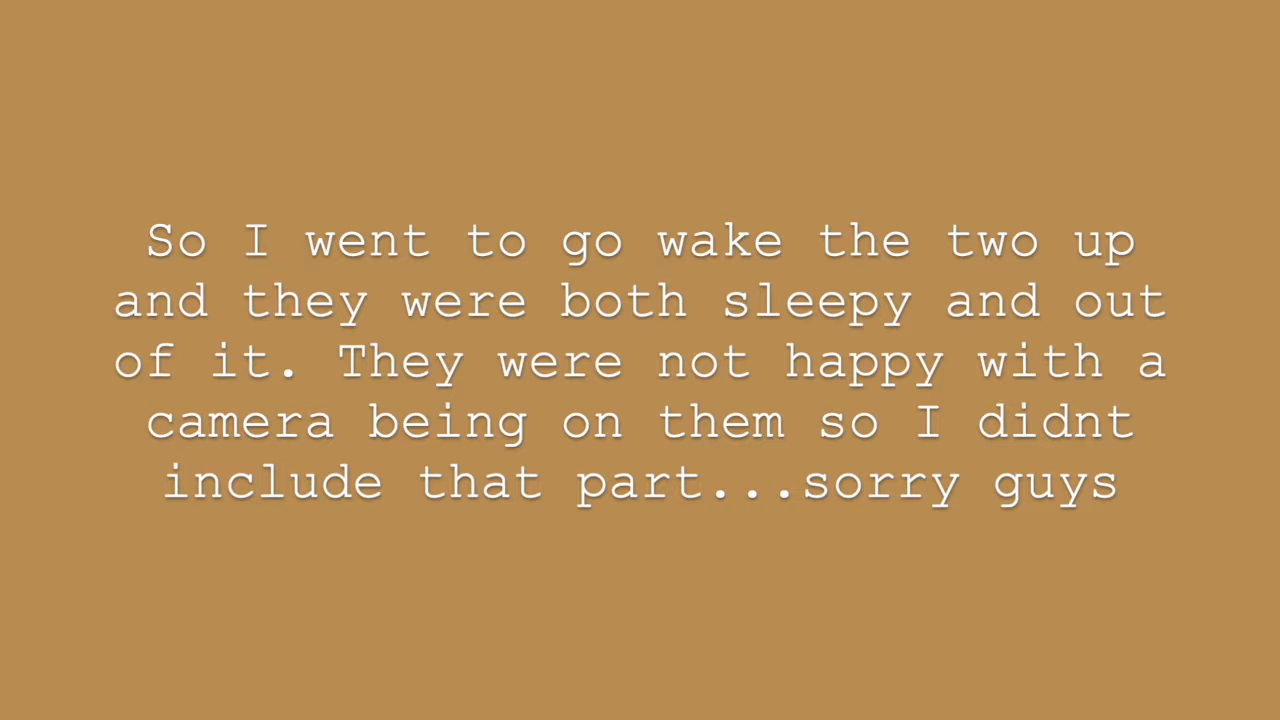 So I went to go wake the two up
and they were both sleepy and out
of it. They were not happy with a
camera being on them so I didnt
include that part...sorry guys